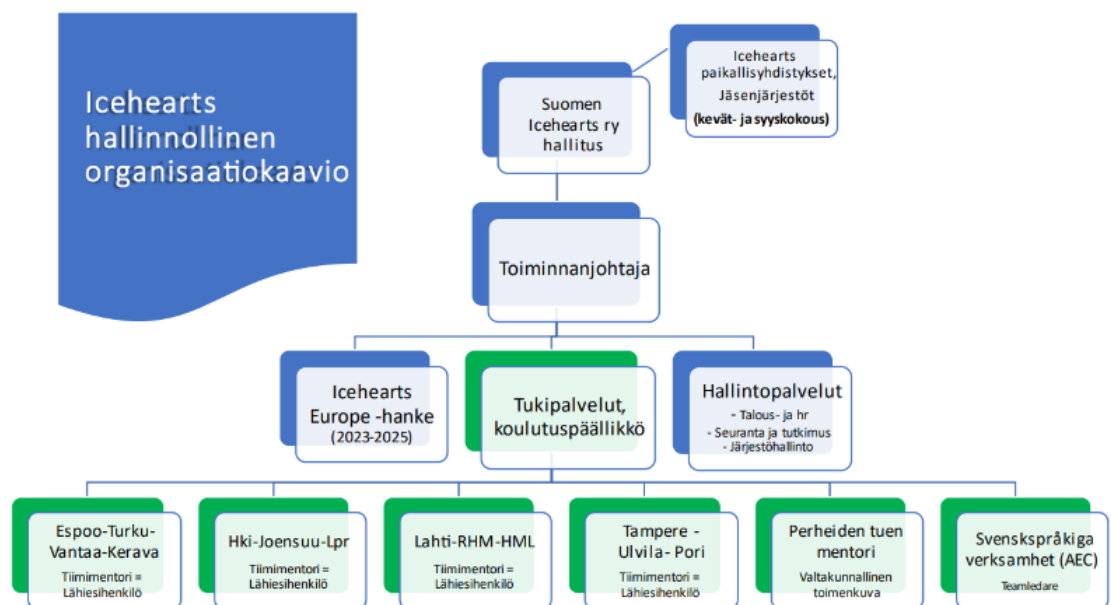 Icehearts
hallinnollinen
organisaatiokaavio
Icehearts
paikallisyhdistykset,
Jäsenjärjestöt
(kevät- ja syyskokous)
Suomen
Icehearts ry
hallitus
Toiminnanjohtaja
Icehearts
Europe -hanke
(2023-2025)
Tukipalvelut,
koulutuspäällikkö
Hallintopalvelut
- Talous- ja hr
- Seuranta ja tutkimus
- Järjestöhallinto
Espoo-Turku-
Vantaa-Kerava
Tiimimentori =
Lähiesihenkilö
Hki-Joensuu-Lpr
Tiimimentori =
Lähiesihenkilö
Lahti-RHM-HML
Tiimimentori =
Lähiesihenkilö
Tampere -
Ulvila- Pori
Tiimimentori =
Lähiesihenkilö
Perheiden tuen
mentori
Valtakunnallinen
toimenkuva
Svenskspråkiga
verksamhet (AEC)
Teamledare